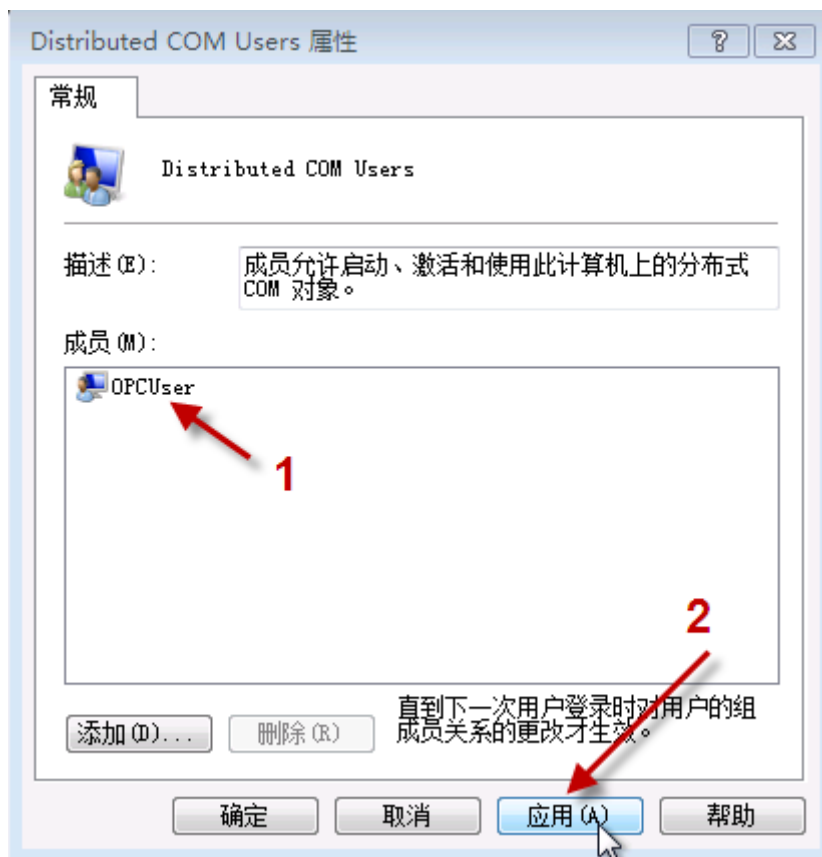 Distributed COM Users 属性
常规
Distributed COM Users
描述(E):
成员允许启动、激活和使用此计算机上的分布式
COM 对象。
成员(M):
OPCUser
1
2
直到下一次用户登录时对用户的组
成员关系的更改才生效。
添加(D)...
删除(R)
确定
取消
应用(A)
帮助